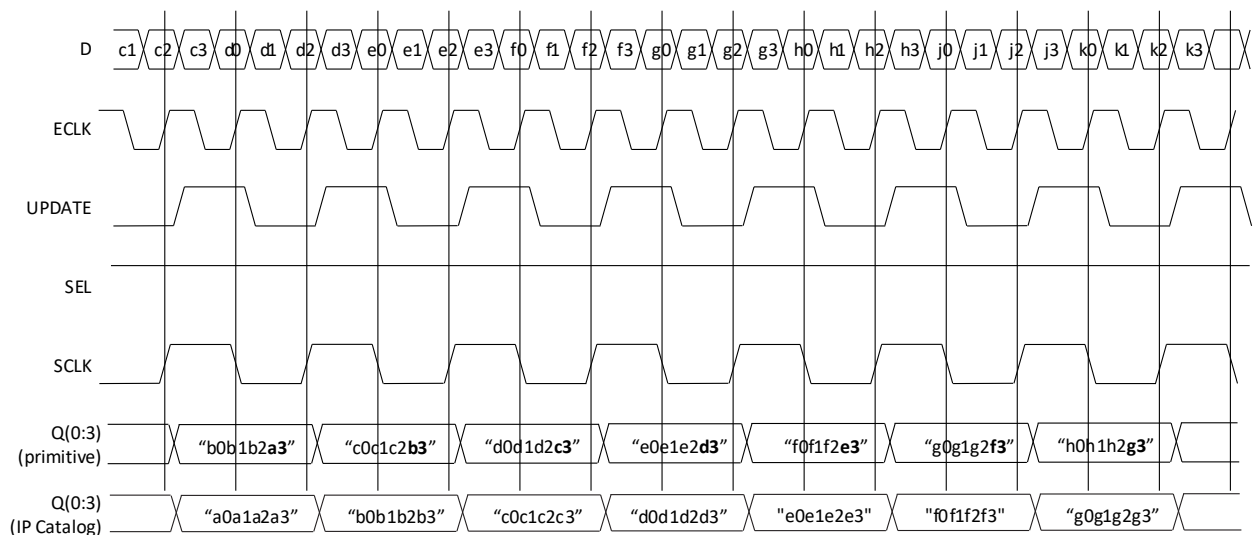 D c1 c2 c3 d0 d1 d2 d3 e0 e1 e2 e3 f0 f1 f2 f3 g0 g1 g2 g3 h0 h1 h2 h3 j0 j1 j2 j3 k0 k1 k2 k3
ECLK
UPDATE
SEL
SCLK
Q(0:3)
(primitive) “b0b1b2a3” “c0c1c2b3” “d0d1d2c3” “e0e1e2d3” “f0f1f2e3” “g0g1g2f3” “h0h1h2g3”
Q(0:3)
(IP Catalog) “a0a1a2a3” “b0b1b2b3” “c0c1c2c3” “d0d1d2d3” "e0e1e2e3" "f0f1f2f3" “g0g1g2g3”